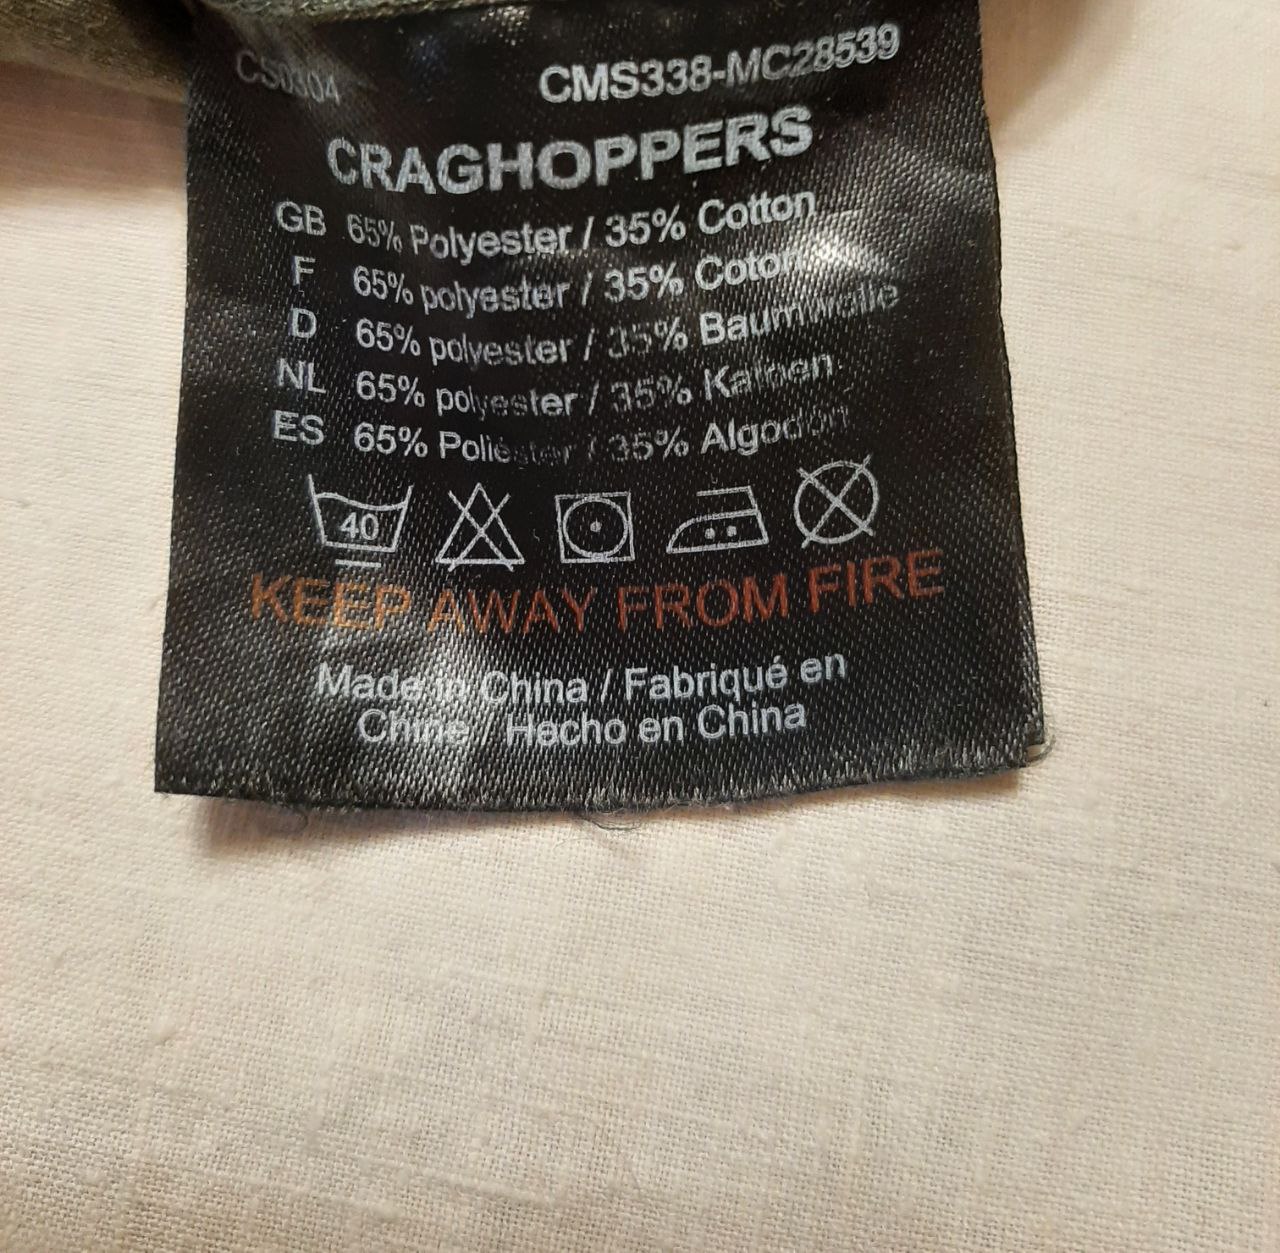 CS0304 CMS338-MC28539
CRAGHOPPERS
GB 65% Polyester / 35% Cotton
F 65% polyester / 35% Coton
D 65% polyester / 35% Baumwolle
NL 65% polyester / 35% Katoen
ES 65% Poliéster / 35% Algodón
40
KEEP AWAY FROM FIRE
Made in China / Fabriqué en
Chine / Hecho en China